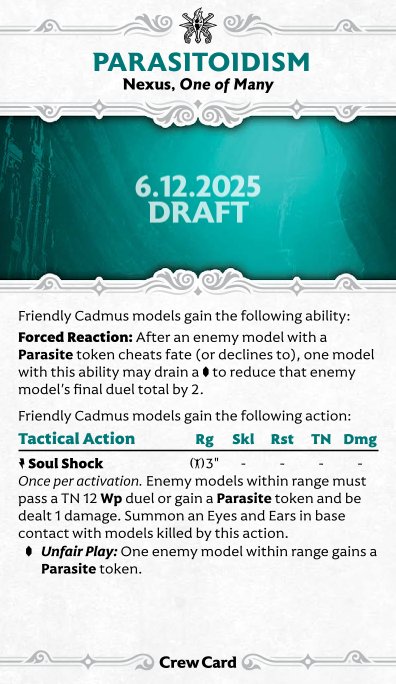 PARASITOIDISM
Nexus, One of Many
6.12.2025
DRAFT
Friendly Cadmus models gain the following ability:
Forced Reaction: After an enemy model with a
Parasite token cheats fate (or declines to), one model
with this ability may drain a to reduce that enemy
model's final duel total by 2.
Friendly Cadmus models gain the following action:
Tactical Action Rg Skl Rst TN Dmg
Soul Shock 3" - - - -
Once per activation. Enemy models within range must
pass a TN 12 Wp duel or gain a Parasite token and be
dealt 1 damage. Summon an Eyes and Ears in base
contact with models killed by this action.
Unfair Play: One enemy model within range gains a
Parasite token.
Crew Card